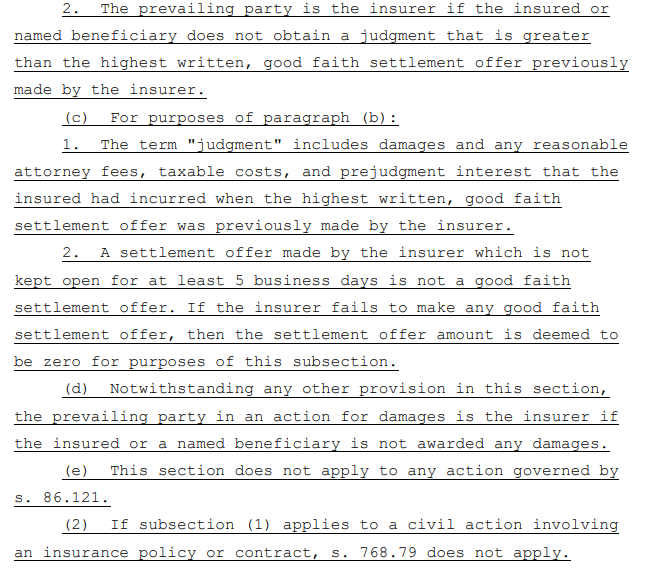 2. The prevailing party is the insurer if the insured or
named beneficiary does not obtain a judgment that is greater
than the highest written, good faith settlement offer previously
made by the insurer.
(c) For purposes of paragraph (b):
1. The term "judgment" includes damages and any reasonable
attorney fees, taxable costs, and prejudgment interest that the
insured had incurred when the highest written, good faith
settlement offer was previously made by the insurer.
2. A settlement offer made by the insurer which is not
kept open for at least 5 business days is not a good faith
settlement offer. If the insurer fails to make any good faith
settlement offer, then the settlement offer amount is deemed to
be zero for purposes of this subsection.
(d) Notwithstanding any other provision in this section,
the prevailing party in an action for damages is the insurer if
the insured or a named beneficiary is not awarded any damages.
(e) This section does not apply to any action governed by
s. 86.121.
(2) If subsection (1) applies to a civil action involving
an insurance policy or contract, s. 768.79 does not apply.